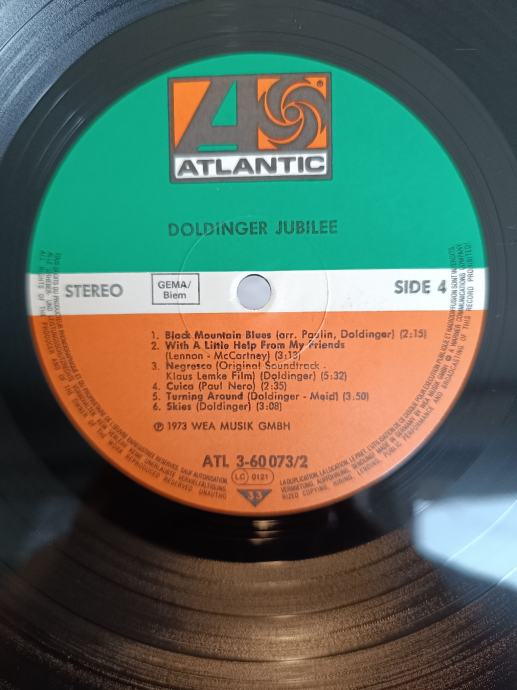 ATLANTIC
®
DOLDINGER JUBILEE
STEREO
GEMA/
Biem
SIDE 4
1. Black Mountain Blues (arr. Paulin, Doldinger) (2:15)
2. With A Little Help From My Friends
(Lennon - McCartney) (3:13)
3. Negresco (Original Soundtrack -
Klaus Lemke Film) (Doldinger) (5:32)
4. Cuica (Paul Nero) (2:35)
5. Turning Around (Doldinger - Meid) (3:50)
6. Skies (Doldinger) (3:08)
℗ 1973 WEA MUSIK GMBH
ATL 3-60 073/2
LC 0121
33